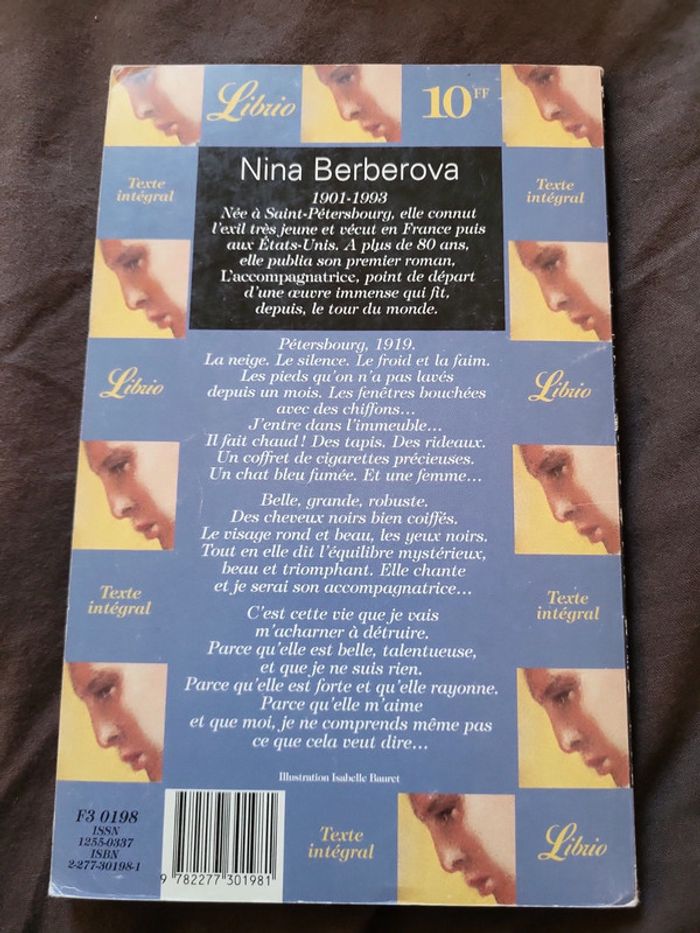 Librio
10 FF
Texte
intégral
Nina Berberova
Texte
intégral
1901-1993
Née à Saint-Pétersbourg, elle connut
l'exil très jeune et vécut en France puis
aux États-Unis. A plus de 80 ans,
elle publia son premier roman,
L'accompagnatrice, point de départ
d'une œuvre immense qui fit,
depuis, le tour du monde.
Pétersbourg, 1919.
La neige. Le silence. Le froid et la faim.
Les pieds qu'on n'a pas lavés
depuis un mois. Les fenêtres bouchées
avec des chiffons...
J'entre dans l'immeuble...
Il fait chaud ! Des tapis. Des rideaux.
Un coffret de cigarettes précieuses.
Un chat bleu fumée. Et une femme...
Librio
Librio
Belle, grande, robuste.
Des cheveux noirs bien coiffés.
Le visage rond et beau, les yeux noirs.
Tout en elle dit l'équilibre mystérieux,
beau et triomphant. Elle chante
et je serai son accompagnatrice...
Texte
intégral
Texte
intégral
C'est cette vie que je vais
m'acharner à détruire.
Parce qu'elle est belle, talentueuse,
et que je ne suis rien.
Parce qu'elle est forte et qu'elle rayonne.
Parce qu'elle m'aime
et que moi, je ne comprends même pas
ce que cela veut dire...
Illustration Isabelle Bauret
F3 0198
ISSN
1255-0337
ISBN
2-277-30198-1
9 782277 301981
Texte
intégral
Librio